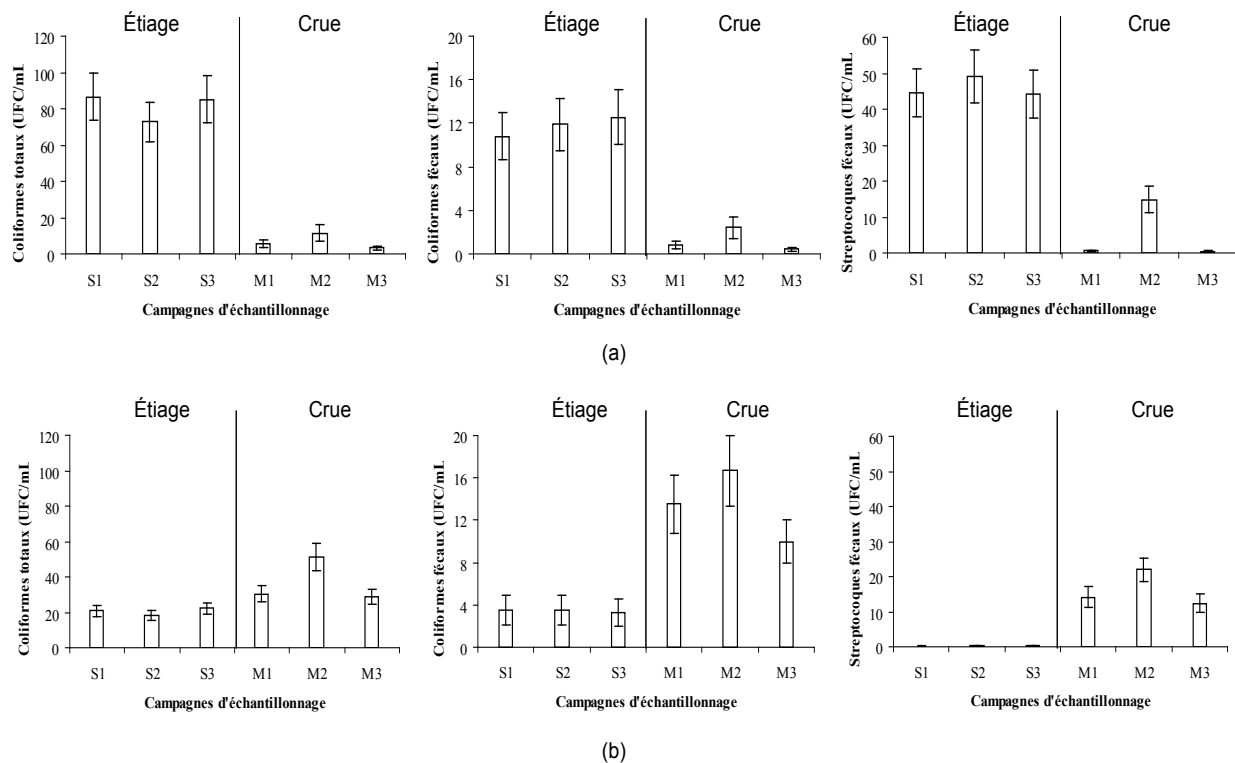 Étiage Crue
Coliformes totaux (UFC/mL
120
100
80
60
40
20
0
S1 S2 S3 M1 M2 M3
Campagnes d'échantillonnage
Étiage Crue
Coliformes fécaux (UFC/mL
20
16
12
8
4
0
S1 S2 S3 M1 M2 M3
Campagnes d'échantillonnage
Étiage Crue
Streptocoques fécaux (UFC/mL
60
50
40
30
20
10
0
S1 S2 S3 M1 M2 M3
Campagnes d'échantillonnage
(a)
Étiage Crue
Coliformes totaux (UFC/mL
120
100
80
60
40
20
0
S1 S2 S3 M1 M2 M3
Campagnes d'échantillonnage
Étiage Crue
Coliformes fécaux (UFC/mL
20
16
12
8
4
0
S1 S2 S3 M1 M2 M3
Campagnes d'échantillonnage
Étiage Crue
Streptocoques fécaux (UFC/mL
60
50
40
30
20
10
0
S1 S2 S3 M1 M2 M3
Campagnes d'échantillonnage
(b)